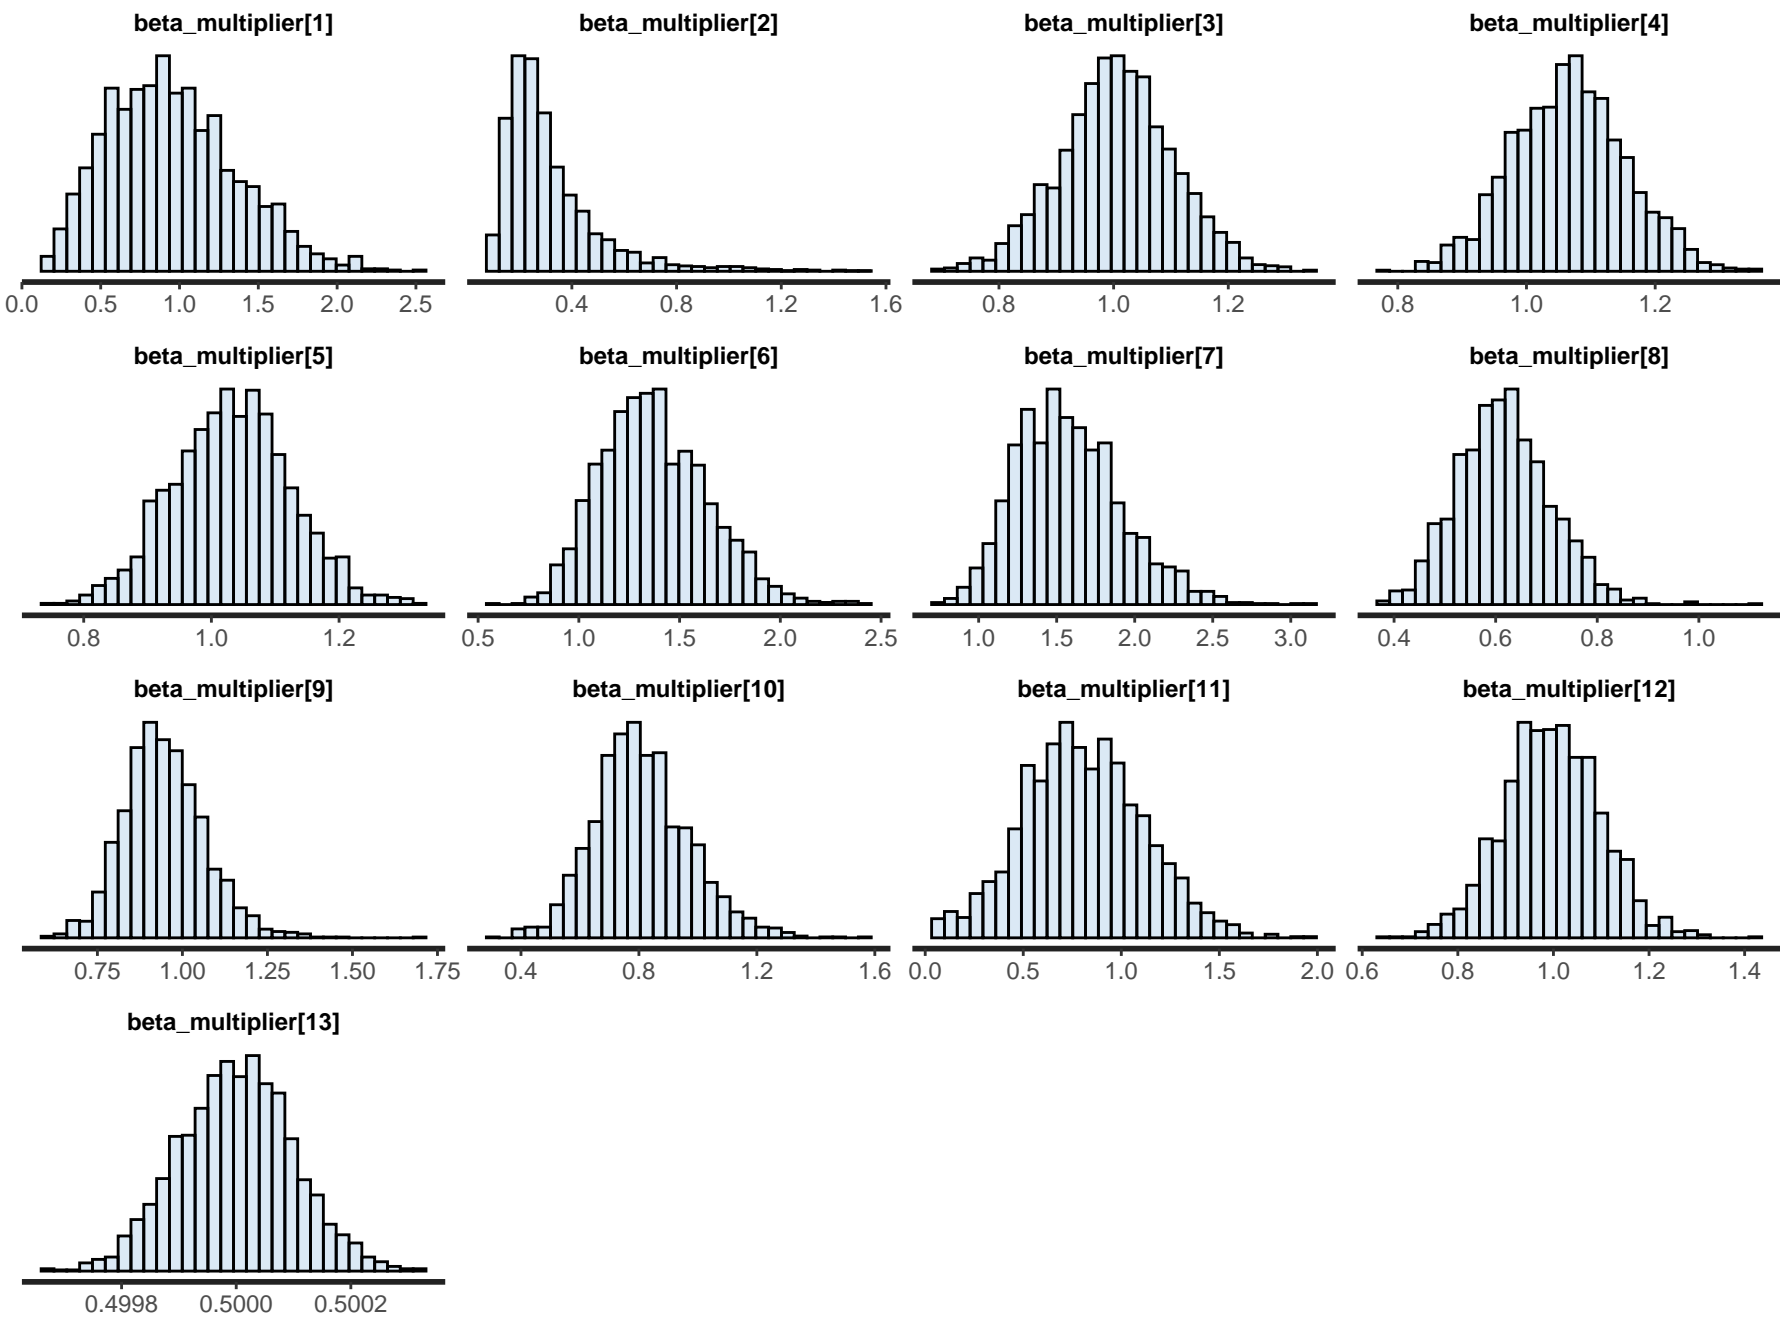 beta_multiplier[1] beta_multiplier[2] beta_multiplier[3] beta_multiplier[4]
0.0 0.5 1.0 1.5 2.0 2.5 0.4 0.8 1.2 1.6 0.8 1.0 1.2 0.8 1.0 1.2
beta_multiplier[5] beta_multiplier[6] beta_multiplier[7] beta_multiplier[8]
0.8 1.0 1.2 0.5 1.0 1.5 2.0 2.5 1.0 1.5 2.0 2.5 3.0 0.4 0.6 0.8 1.0
beta_multiplier[9] beta_multiplier[10] beta_multiplier[11] beta_multiplier[12]
0.75 1.00 1.25 1.50 1.75 0.4 0.8 1.2 1.6 0.0 0.5 1.0 1.5 2.0 0.6 0.8 1.0 1.2 1.4
beta_multiplier[13]
0.4998 0.5000 0.5002